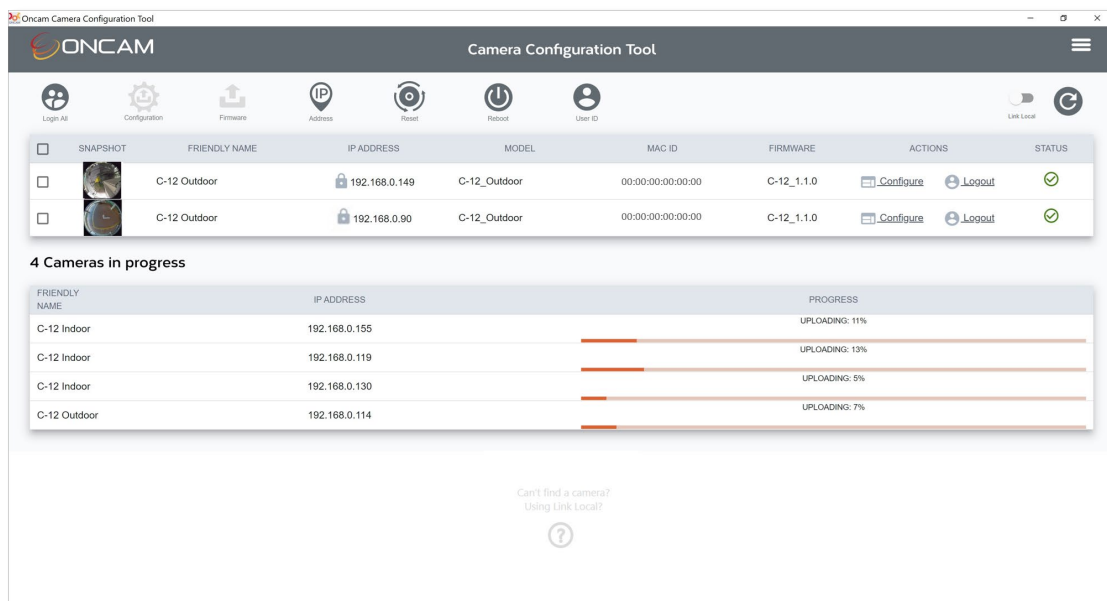 Oncam Camera Configuration Tool
ONCAM
Camera Configuration Tool
Login All Configuration Firmware IP Address Reset Reboot User ID Link Local
SNAPSHOT FRIENDLY NAME IP ADDRESS MODEL MAC ID FIRMWARE ACTIONS STATUS
C-12 Outdoor 192.168.0.149 C-12_Outdoor 00:00:00:00:00:00 C-12_1.1.0 Configure Logout
C-12 Outdoor 192.168.0.90 C-12_Outdoor 00:00:00:00:00:00 C-12_1.1.0 Configure Logout
4 Cameras in progress
FRIENDLY
NAME IP ADDRESS PROGRESS
C-12 Indoor 192.168.0.155 UPLOADING: 11%
C-12 Indoor 192.168.0.119 UPLOADING: 13%
C-12 Indoor 192.168.0.130 UPLOADING: 5%
C-12 Outdoor 192.168.0.114 UPLOADING: 7%
Can't find a camera?
Using Link Local?
?